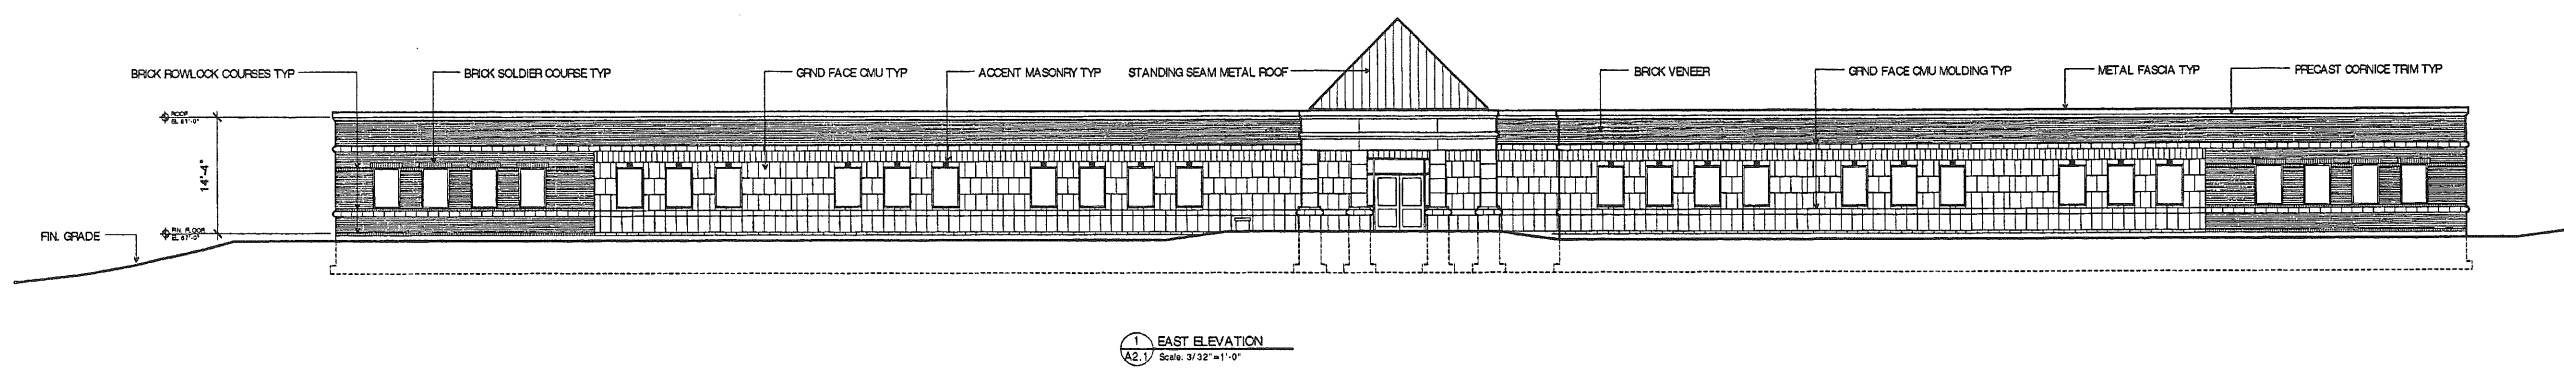 BRICK ROWLOCK COURSES TYP
BRICK SOLDIER COURSE TYP
GRND FACE CMU TYP
ACCENT MASONRY TYP
STANDING SEAM METAL ROOF
BRICK VENEER
GRND FACE CMU MOLDING TYP
METAL FASCIA TYP
PRECAST CORNICE TRIM TYP
ROOF
14'-4"
FIN. GRADE
FIN. FLOOR
1
EAST ELEVATION
A2.1
Scale: 3/32"=1'-0"